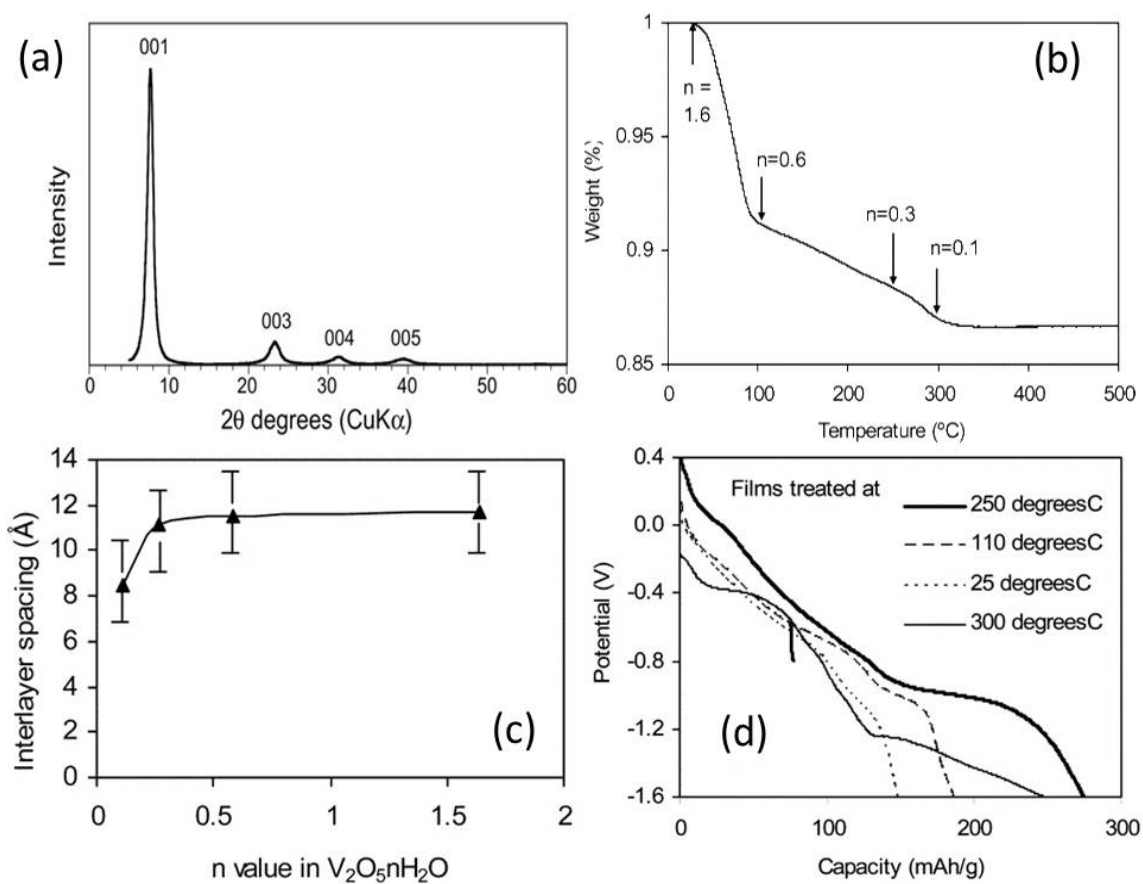 (a)
001
003
004
005
Intensity
0 10 20 30 40 50 60
2θ degrees (CuKα)
(b)
1
0.95
0.9
0.85
n =
1.6
n=0.6
n=0.3
n=0.1
Weight (%)
0 100 200 300 400 500
Temperature (ºC)
14
12
10
8
6
4
2
0
Interlayer spacing (Å)
(c)
0 0.5 1 1.5 2
n value in V₂O₅nH₂O
0.4
0.0
-0.4
-0.8
-1.2
-1.6
Potential (V)
Films treated at
250 degreesC
110 degreesC
25 degreesC
300 degreesC
(d)
0 100 200 300
Capacity (mAh/g)